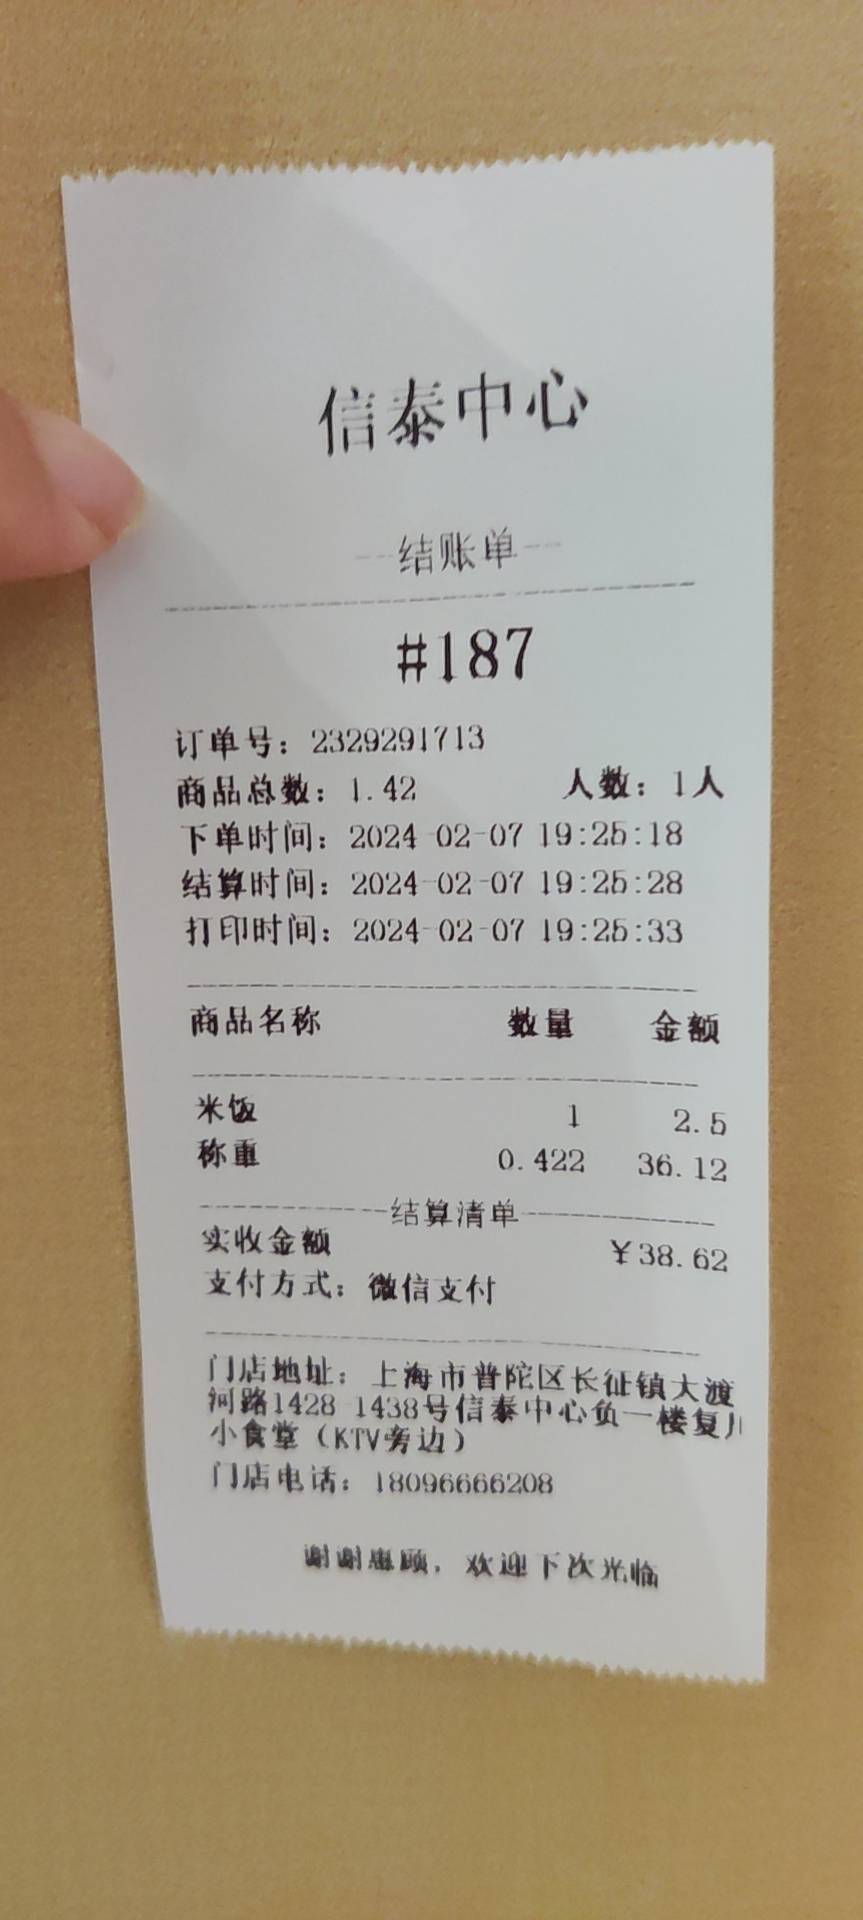 信泰中心
--结账单--
#187
订单号：2329291713
商品总数：1.42 人数：1人
下单时间：2024-02-07 19:25:18
结算时间：2024-02-07 19:25:28
打印时间：2024-02-07 19:25:33
商品名称 数量 金额
米饭 1 2.5
称重 0.422 36.12
结算清单
实收金额 ¥38.62
支付方式：微信支付
门店地址：上海市普陀区长征镇大渡
河路1428 1438号信泰中心负一楼复
小食堂（KTV旁边）
门店电话：18096666208
谢谢惠顾，欢迎下次光临